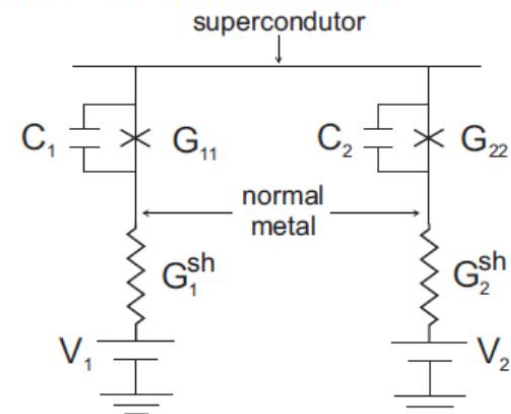 supercondutor
C₁ G₁₁ C₂ G₂₂
normal
metal
G₁ˢʰ G₂ˢʰ
V₁ V₂